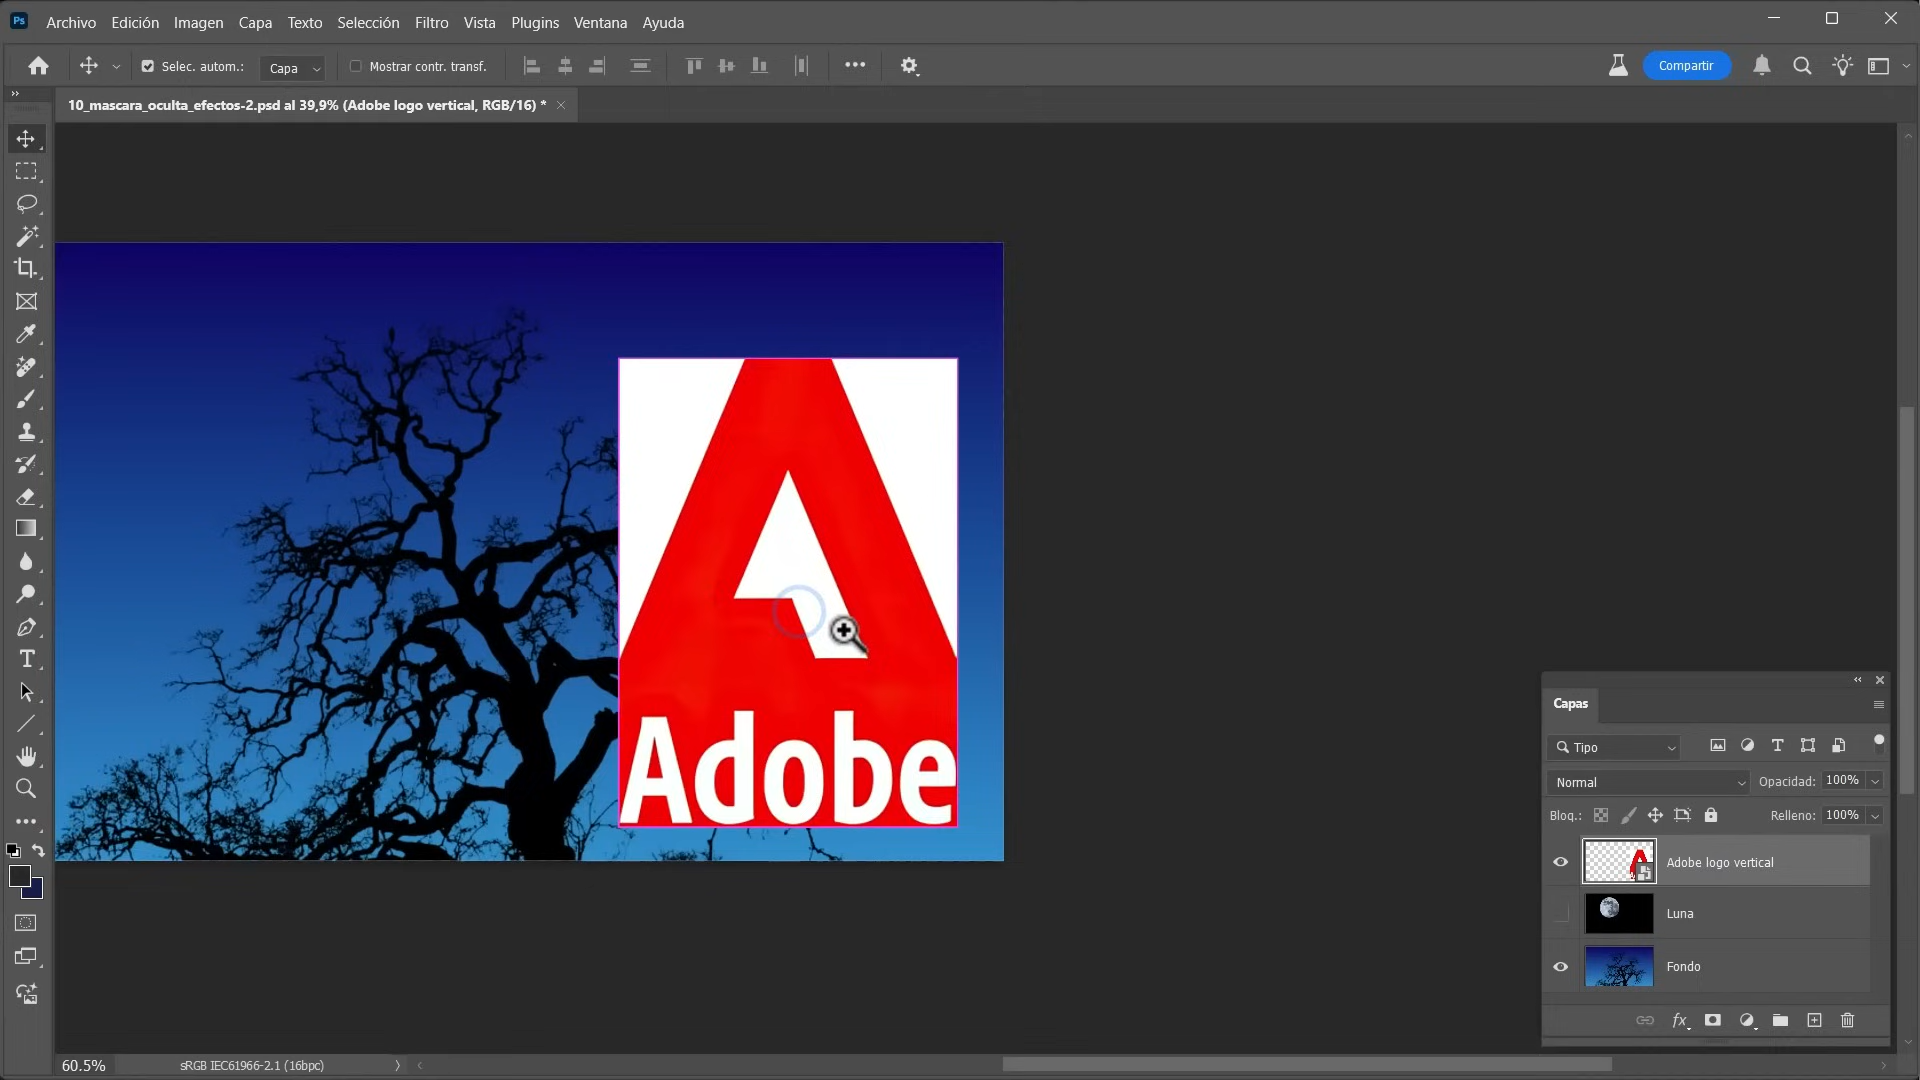 Ps Archivo Edición Imagen Capa Texto Selección Filtro Vista Plugins Ventana Ayuda
Selec. autom.: Capa Mostrar contr. transf. Compartir
10_mascara_oculta_efectos-2.psd al 39,9% (Adobe logo vertical, RGB/16) *
Adobe
Capas
Tipo
Normal Opacidad: 100%
Bloq.: Relleno: 100%
Adobe logo vertical
Luna
Fondo
fx
60.5% sRGB IEC61966-2.1 (16bpc)